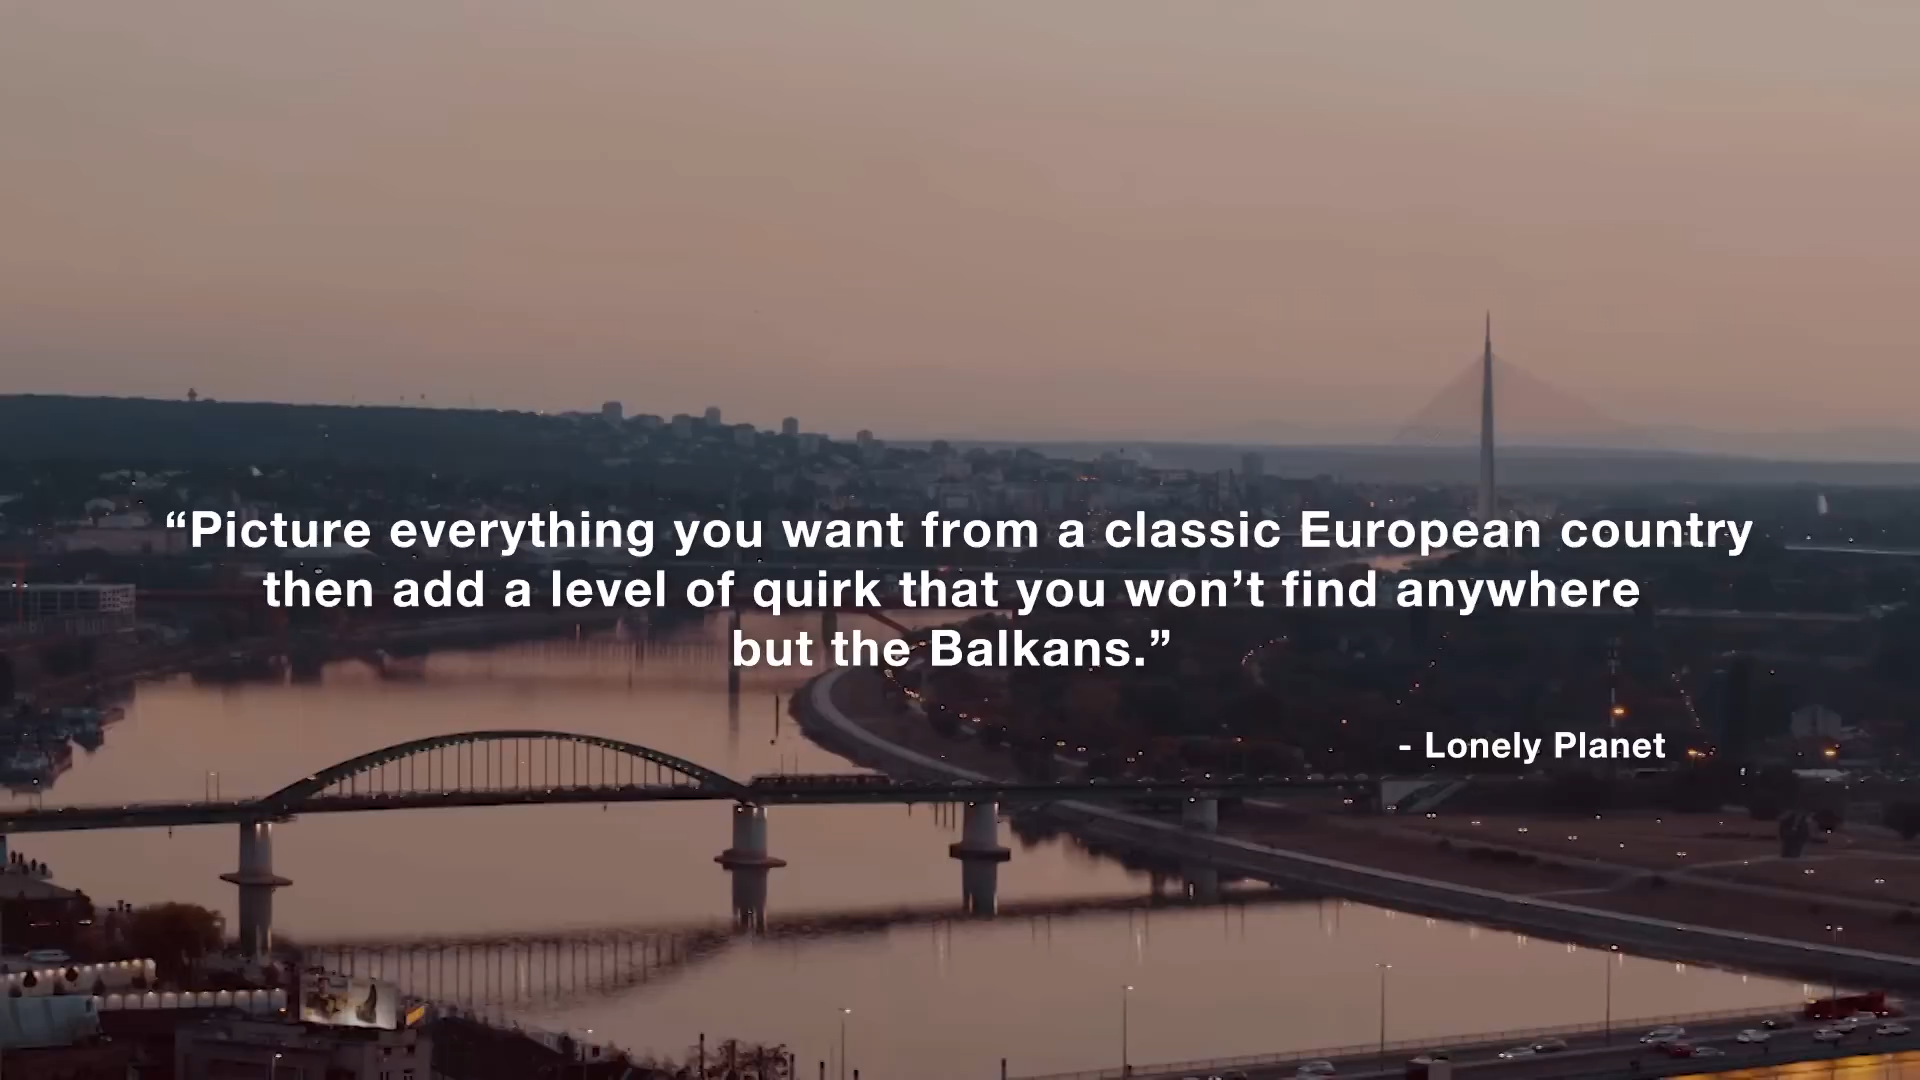 “Picture everything you want from a classic European country
then add a level of quirk that you won’t find anywhere
but the Balkans.”
- Lonely Planet